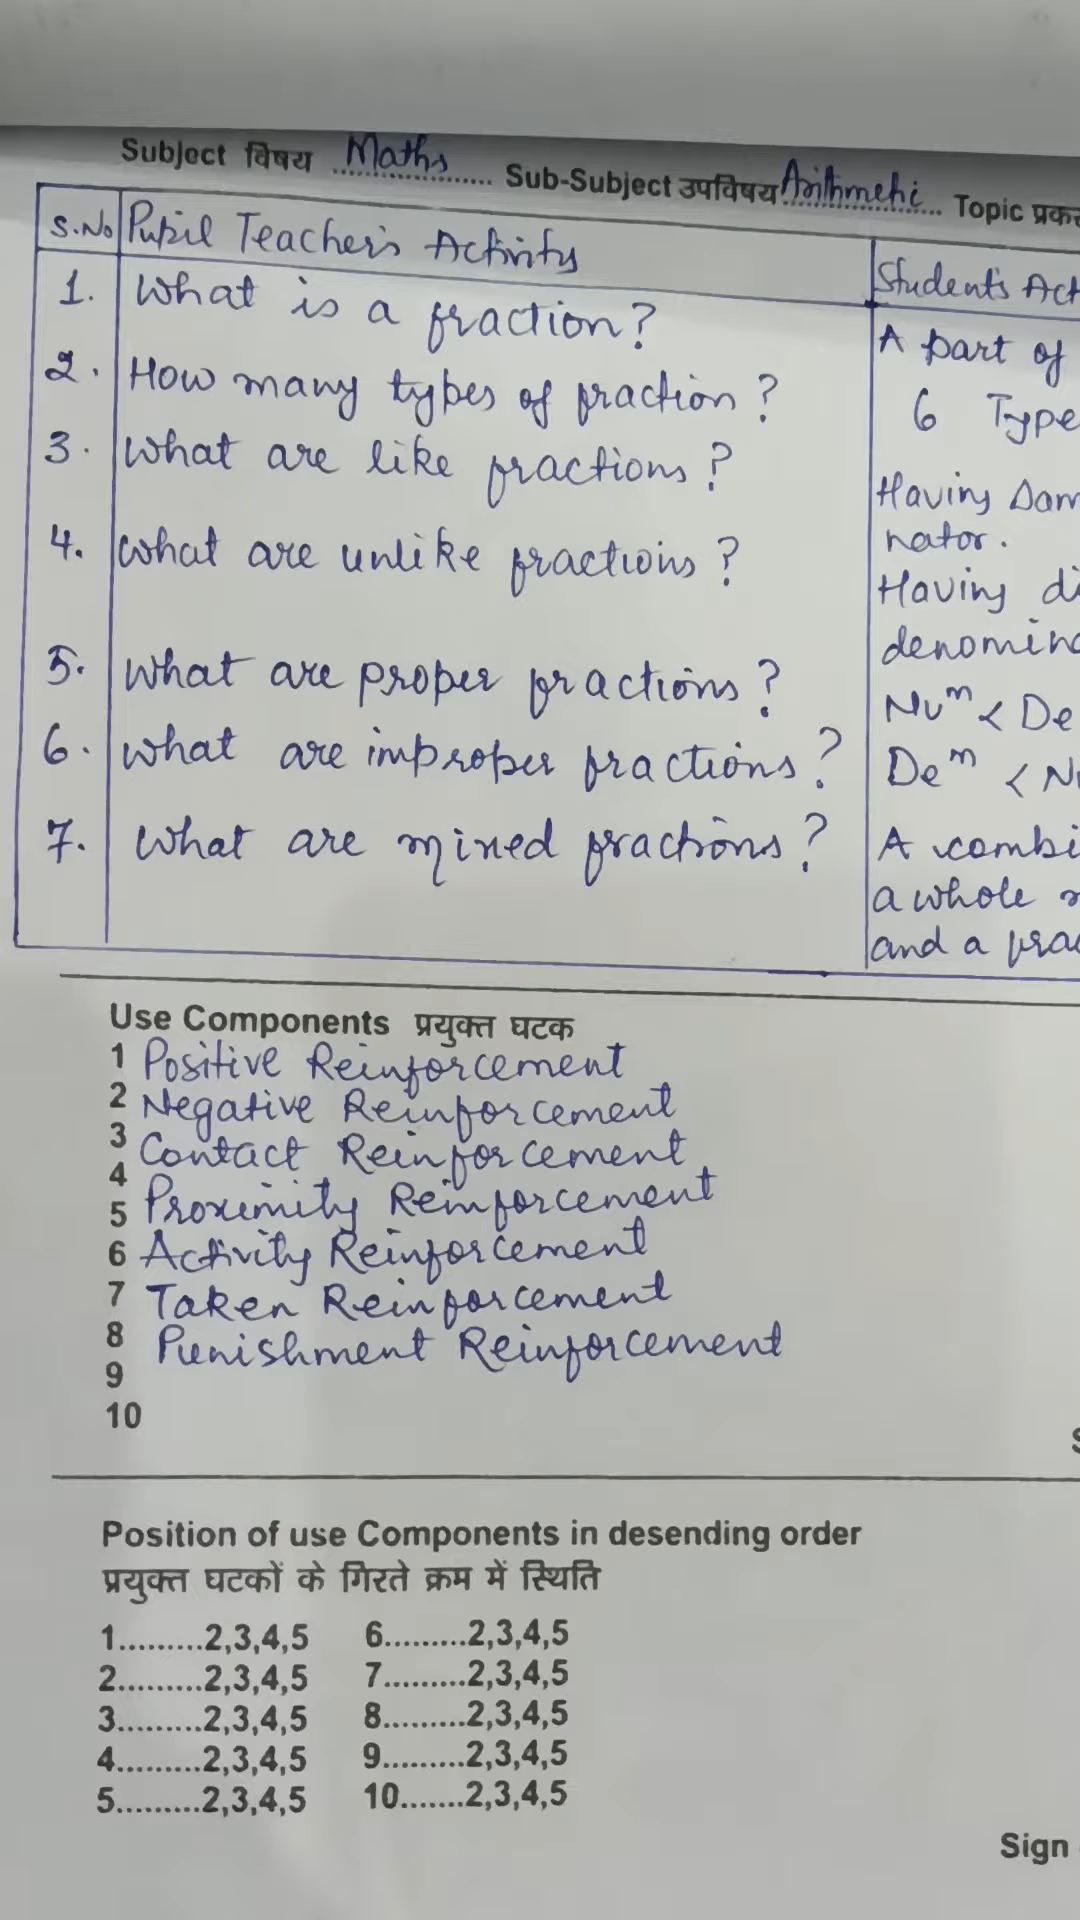 Subject विषय Maths Sub-Subject उपविषय Arithmeti Topic
S.No Pupil Teacher's Activity Student's Act
1. What is a fraction? A part of
2. How many types of fraction? 6 Type
3. What are like fractions? Having Sam
nator.
4. What are unlike fractions? Having di
denomin
5. What are proper fractions? Nuᵐ < De
6. What are improper fractions? Deᵐ < Nu
7. What are mixed fractions? A combi
a whole n
and a frac
Use Components प्रयुक्त घटक
1 Positive Reinforcement
2 Negative Reinforcement
3 Contact Reinforcement
4
5 Proximity Reinforcement
6 Activity Reinforcement
7 Taken Reinforcement
8 Punishment Reinforcement
9
10
Position of use Components in desending order
प्रयुक्त घटकों के गिरते क्रम में स्थिति
1.........2,3,4,5 6.........2,3,4,5
2.........2,3,4,5 7.........2,3,4,5
3.........2,3,4,5 8.........2,3,4,5
4.........2,3,4,5 9.........2,3,4,5
5.........2,3,4,5 10.......2,3,4,5
Sign